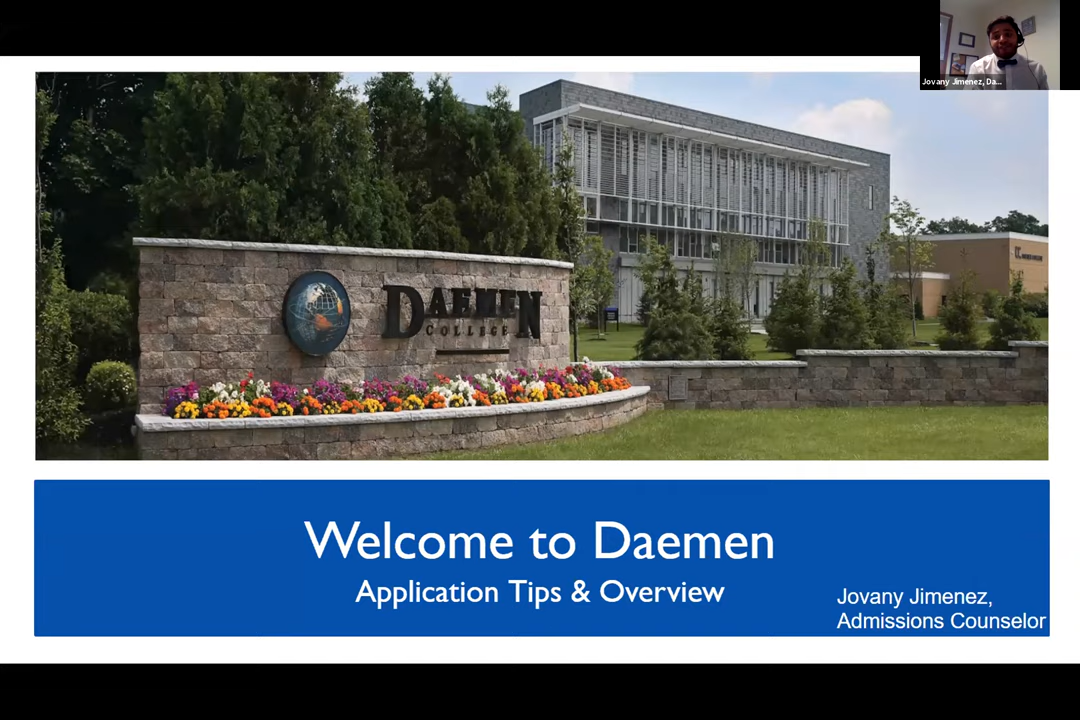 Jovany Jimenez, Da...
DAEMEN
COLLEGE
Welcome to Daemen
Application Tips & Overview
Jovany Jimenez,
Admissions Counselor